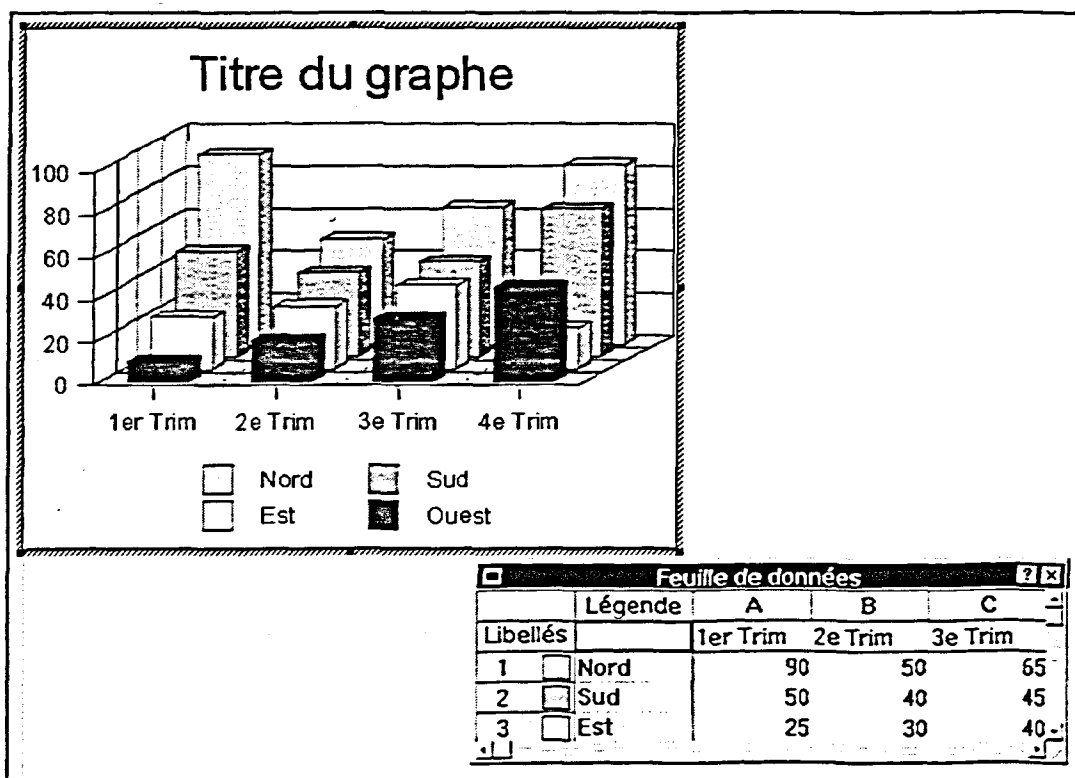 Titre du graphe
100
80
60
40
20
0
1er Trim 2e Trim 3e Trim 4e Trim
Nord Sud
Est Ouest
Feuille de données ? X
Légende A B C
Libellés 1er Trim 2e Trim 3e Trim
1 Nord 90 50 65
2 Sud 50 40 45
3 Est 25 30 40